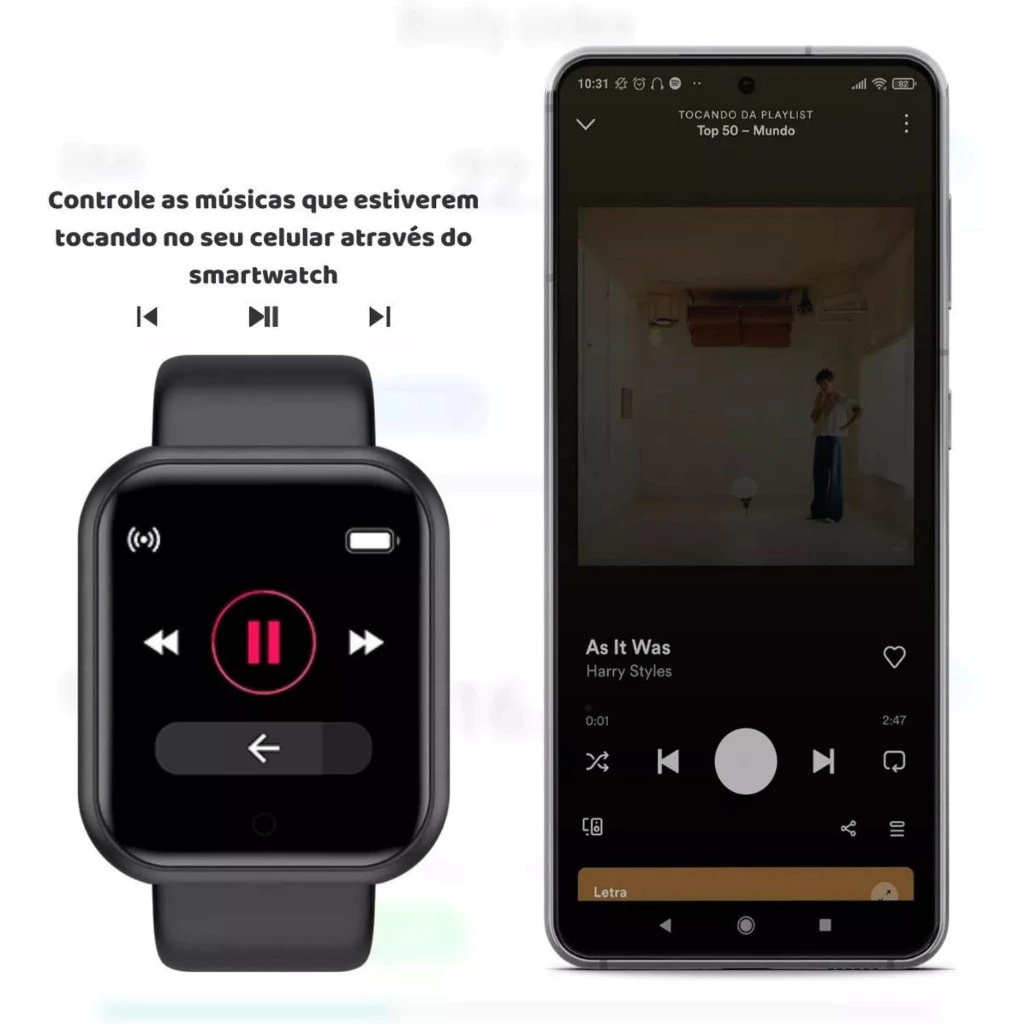 Controle as músicas que estiverem
tocando no seu celular através do
smartwatch
10:31
82
TOCANDO DA PLAYLIST
Top 50 – Mundo
As It Was
Harry Styles
0:01
2:47
Letra